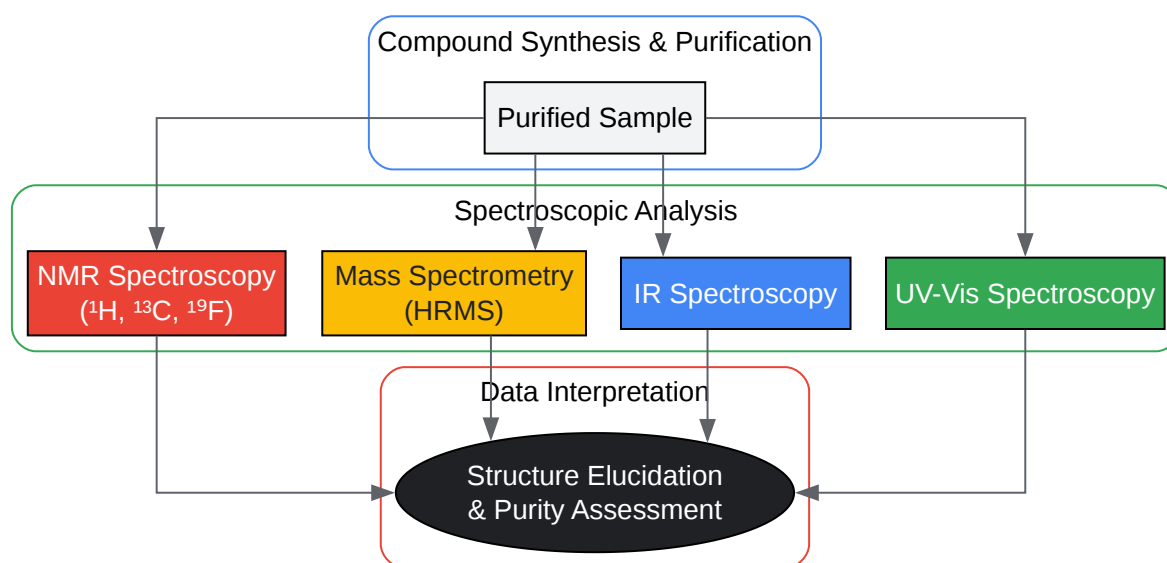 Compound Synthesis & Purification
Purified Sample
Spectroscopic Analysis
NMR Spectroscopy
(¹H, ¹³C, ¹⁹F)
Mass Spectrometry
(HRMS)
IR Spectroscopy
UV-Vis Spectroscopy
Data Interpretation
Structure Elucidation
& Purity Assessment